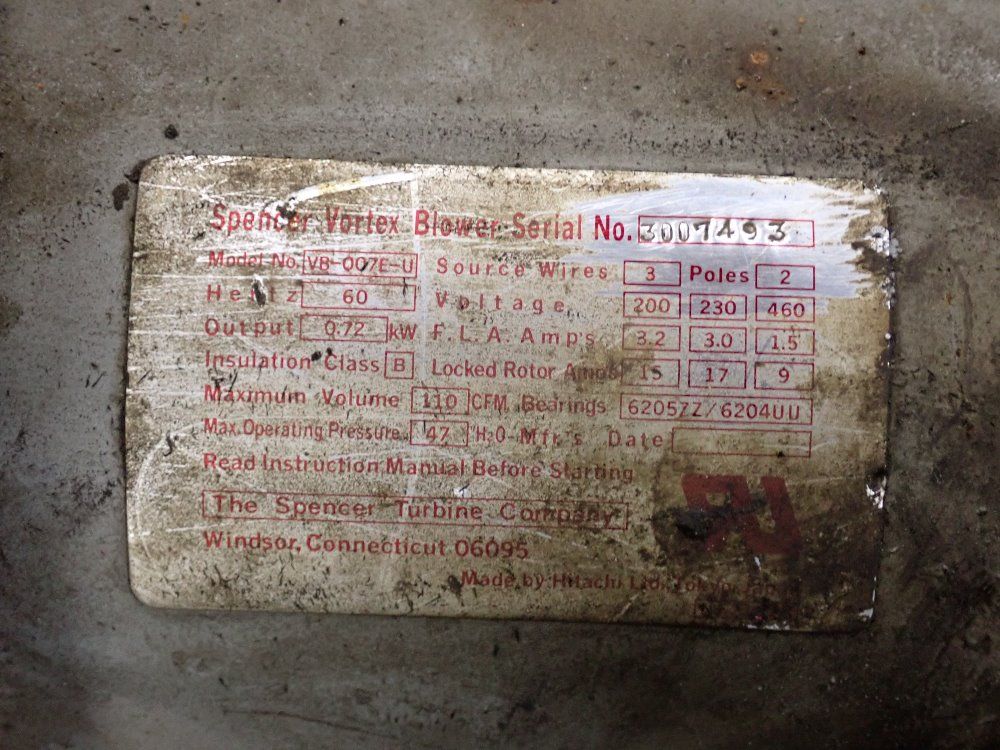 Spencer Vortex Blower Serial No. 3007493
Model No. VB-007E-U Source Wires 3 Poles 2
Hertz 60 Voltage 200 230 460
Output 0.72 kW F.L.A. Amp's 3.2 3.0 1.5
Insulation Class B Locked Rotor Amps 15 17 9
Maximum Volume 110 CFM Bearings 6205ZZ/6204UU
Max. Operating Pressure 47 H2O Mfr's Date
Read Instruction Manual Before Starting
The Spencer Turbine Company
Windsor, Connecticut 06095
Made by Hitachi Ltd. Tokyo,